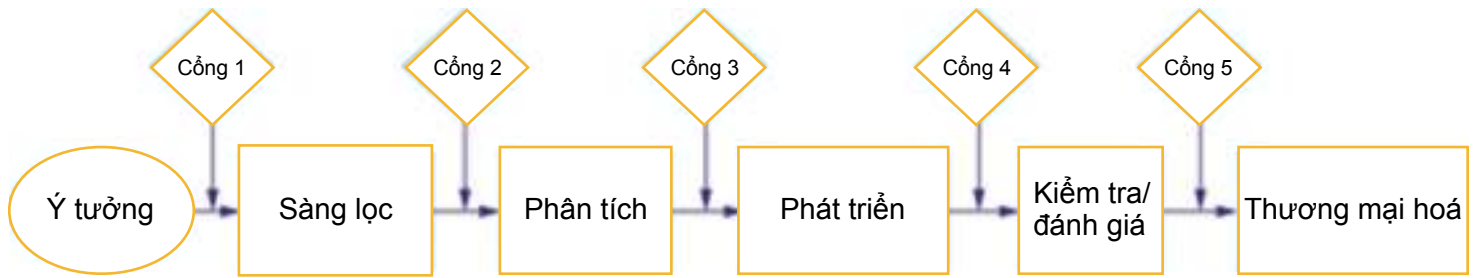 Cổng 1
Cổng 2
Cổng 3
Cổng 4
Cổng 5
Ý tưởng
Sàng lọc
Phân tích
Phát triển
Kiểm tra/
đánh giá
Thương mại hoá